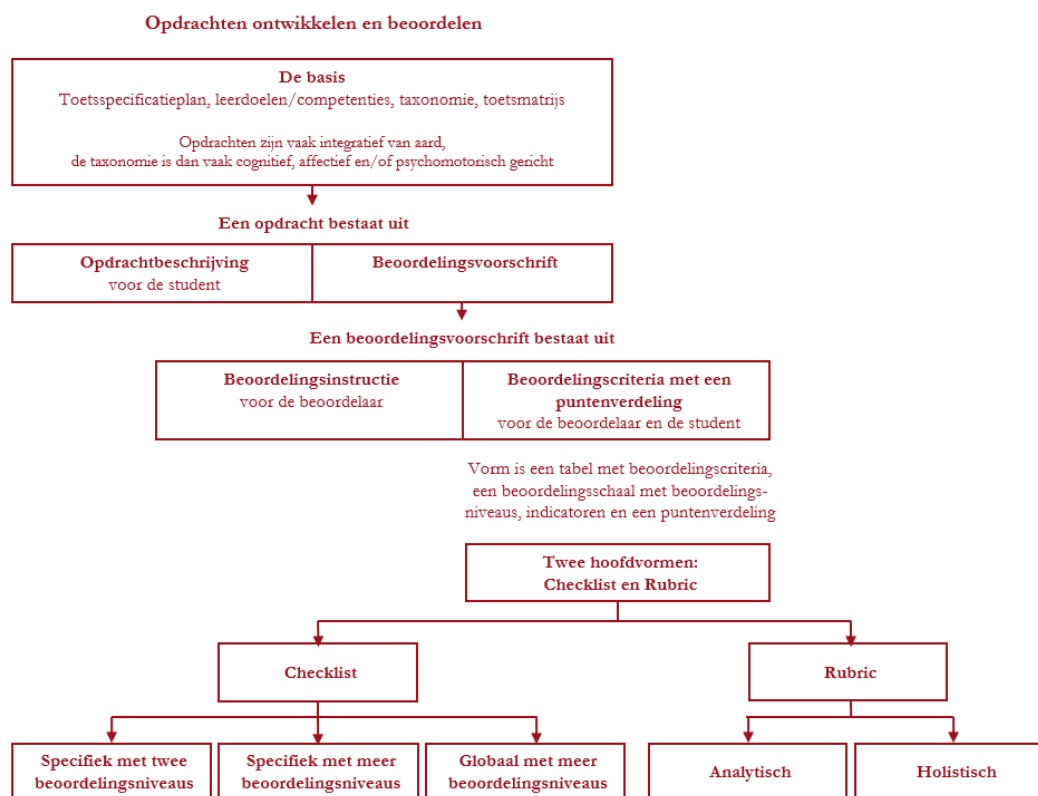 Opdrachten ontwikkelen en beoordelen
De basis
Toetsspecificatieplan, leerdoelen/competenties, taxonomie, toetsmatrijs
Opdrachten zijn vaak integratief van aard,
de taxonomie is dan vaak cognitief, affectief en/of psychomotorisch gericht
Een opdracht bestaat uit
Opdrachtbeschrijving
voor de student
Beoordelingsvoorschrift
Een beoordelingsvoorschrift bestaat uit
Beoordelingsinstructie
voor de beoordelaar
Beoordelingscriteria met een
puntenverdeling
voor de beoordelaar en de student
Vorm is een tabel met beoordelingscriteria,
een beoordelingsschaal met beoordelings-
niveaus, indicatoren en een puntenverdeling
Twee hoofdvormen:
Checklist en Rubric
Checklist
Rubric
Specifiek met twee
beoordelingsniveaus
Specifiek met meer
beoordelingsniveaus
Globaal met meer
beoordelingsniveaus
Analytisch
Holistisch